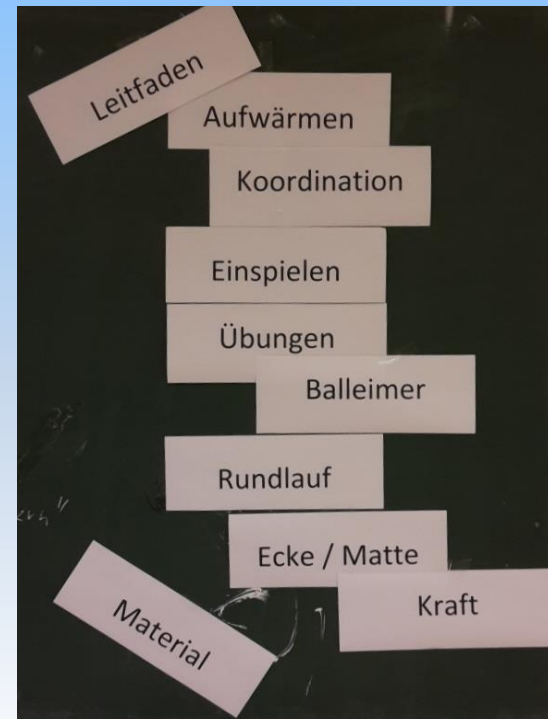 Leitfaden
Aufwärmen
Koordination
Einspielen
Übungen
Balleimer
Rundlauf
Ecke / Matte
Kraft
Material